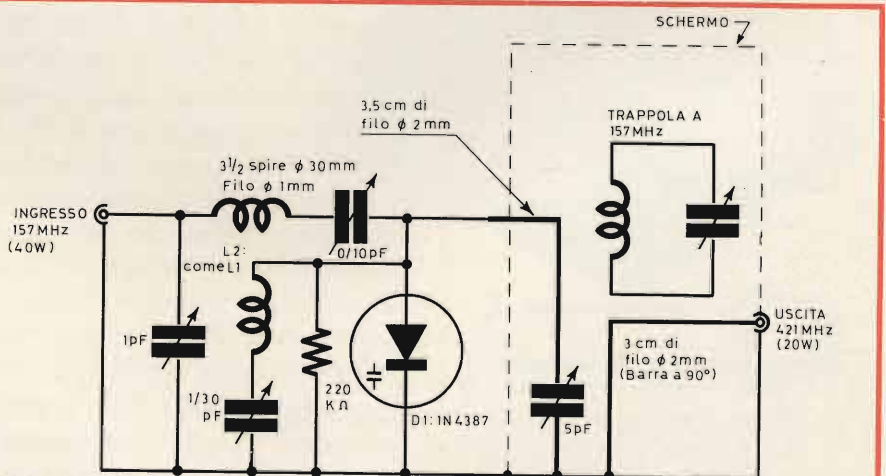 SCHERMO
3,5 cm di
filo ϕ 2mm
TRAPPOLA A
157MHz
3½ spire ϕ 30mm
Filo ϕ 1mm
INGRESSO
157MHz
(40W)
0/10pF
L2:
come L1
1pF
1/30
pF
220
KΩ
D1: 1N4387
5pF
3 cm di
filo ϕ 2mm
(Barra a 90°)
USCITA
421MHz
(20W)